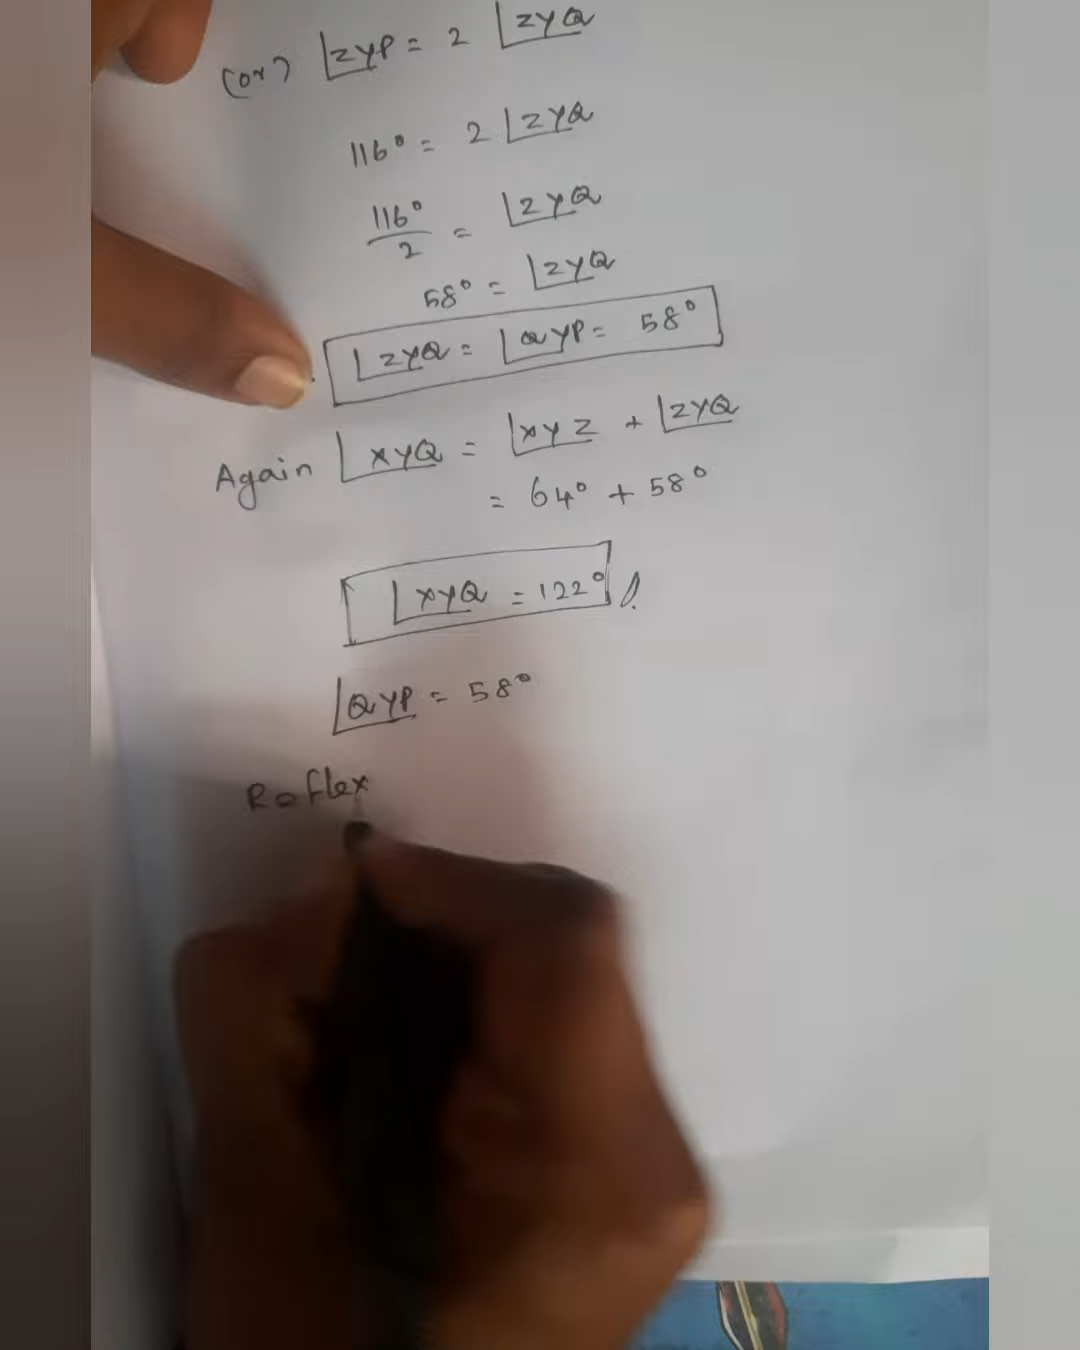 (or) ∠ZYP = 2 ∠ZYQ
116° = 2 ∠ZYQ
116°/2 = ∠ZYQ
58° = ∠ZYQ
∠ZYQ = ∠QYP = 58°
Again ∠XYQ = ∠XYZ + ∠ZYQ
= 64° + 58°
∠XYQ = 122°
∠QYP = 58°
Reflex